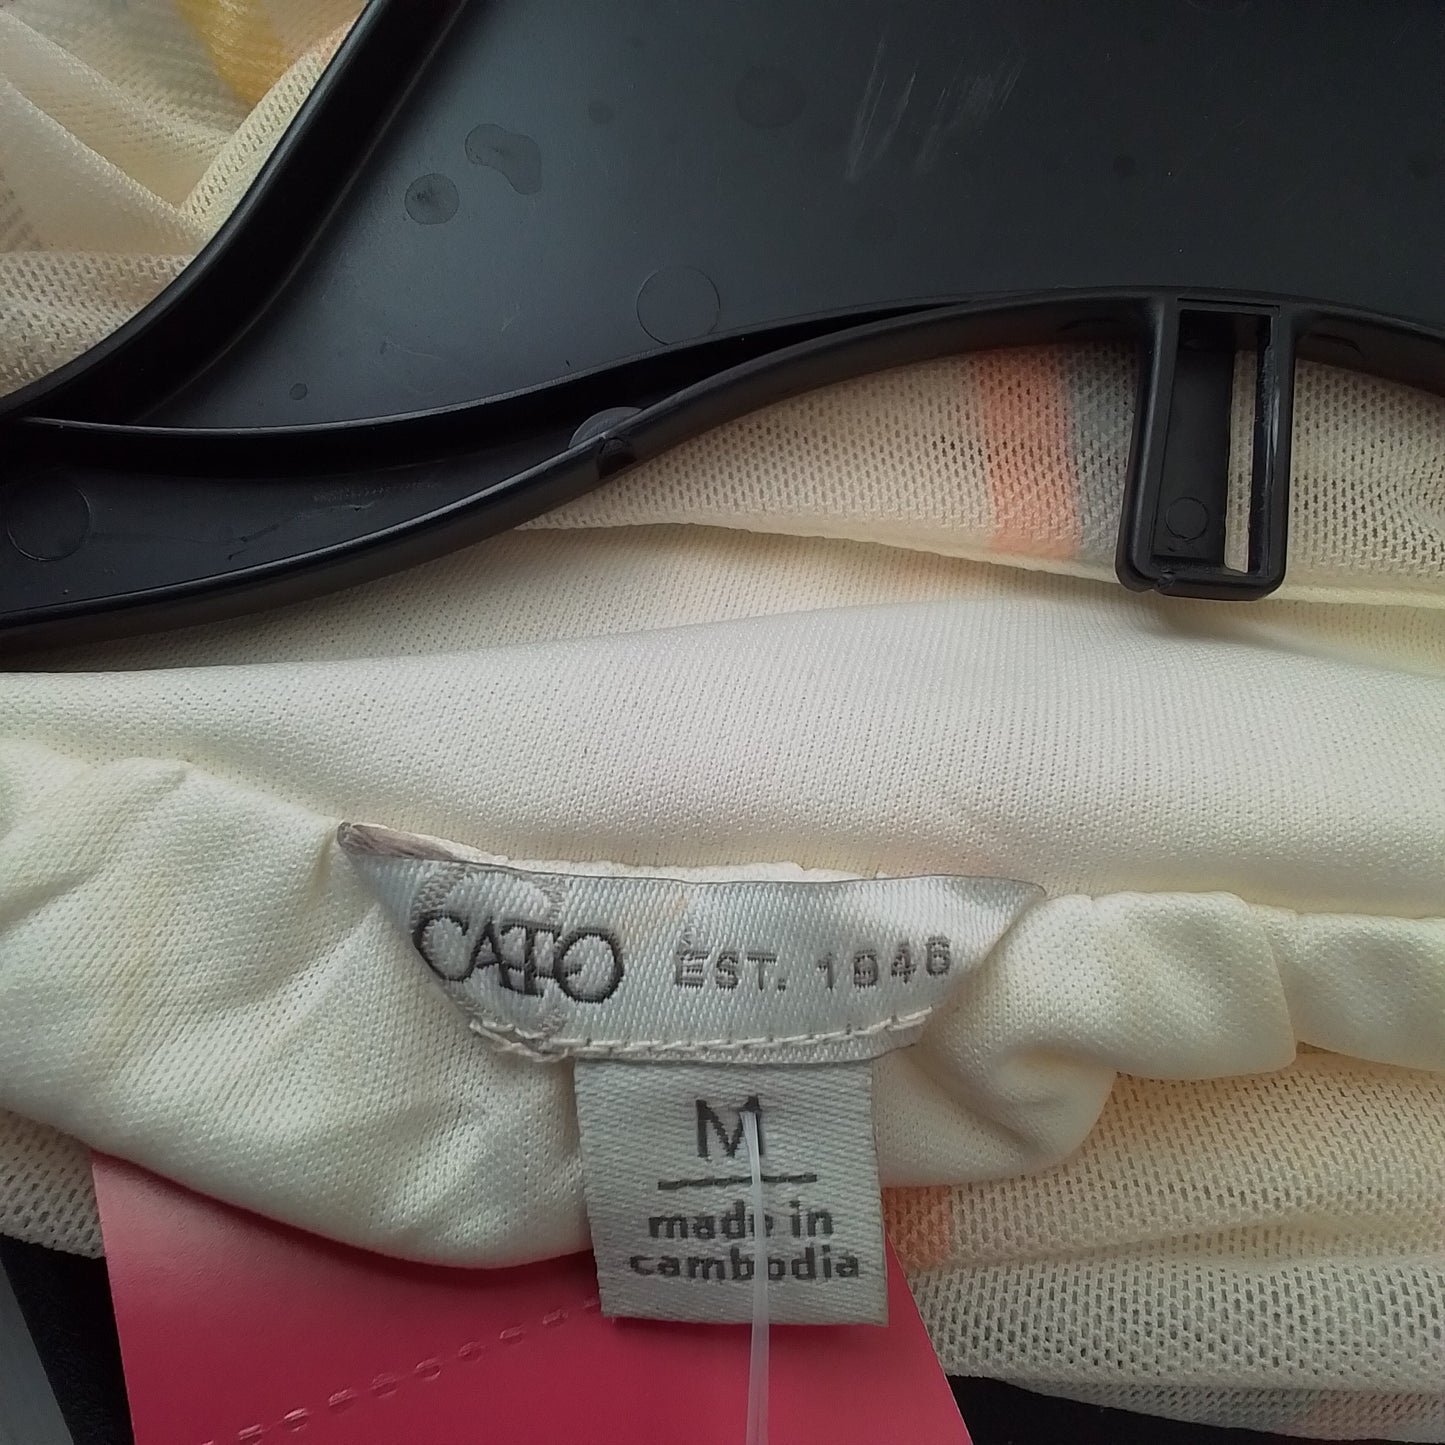 CATO EST. 1946
M
made in
cambodia